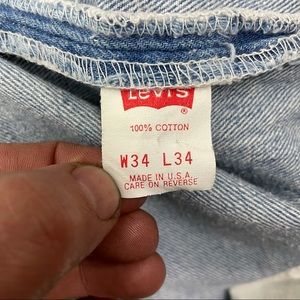 Levi's
®
100% COTTON
W34 L34
MADE IN U.S.A.
CARE ON REVERSE